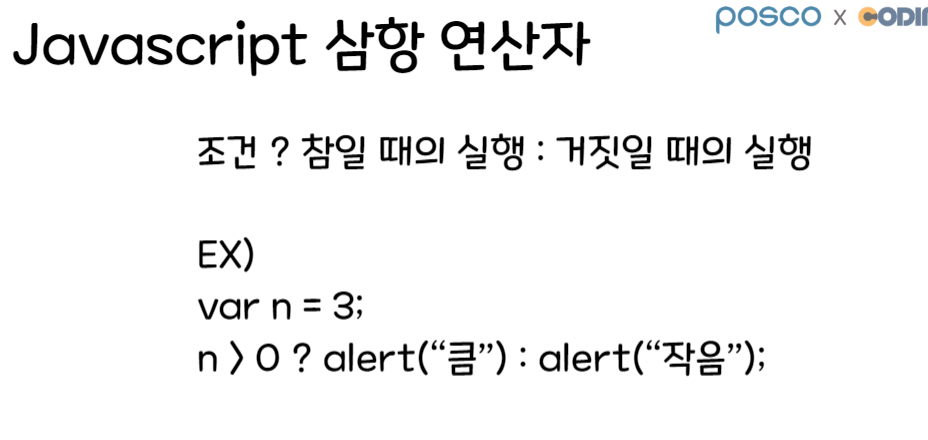 posco x CODI
Javascript 삼항 연산자
조건 ? 참일 때의 실행 : 거짓일 때의 실행
EX)
var n = 3;
n > 0 ? alert(“큼”) : alert(“작음”);